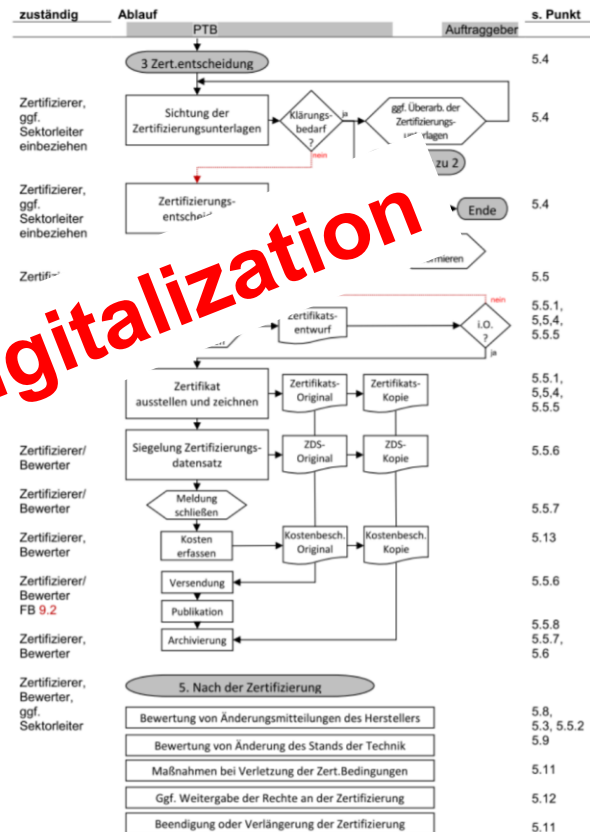 zuständig Ablauf s. Punkt
PTB Auftraggeber
3 Zert.entscheidung 5.4
Zertifizierer,
ggf.
Sektorleiter
einbeziehen
Sichtung der
Zertifizierungsunterlagen
Klärungs-
bedarf
?
ja
nein
ggf. Überarb. der
Zertifizierungs-
5.4
zu 2
Zertifizierer,
ggf.
Sektorleiter
einbeziehen
Zertifizierungs-
Ende
5.4
5.5
gitalization
nein
entwurf
i.O.
?
ja
5.5.1,
5.5,4,
5.5.5
Zertifikat
ausstellen und zeichnen
Zertifikats-
Original
Zertifikats-
Kopie
5.5.1,
5.5,4,
5.5.5
Zertifizierer/
Bewerter
Siegelung Zertifizierungs-
datensatz
ZDS-
Original
ZDS-
Kopie
5.5.6
Zertifizierer/
Bewerter
Meldung
schließen
5.5.7
Zertifizierer,
Bewerter
Kosten
erfassen
Kostenbesch.
Original
Kostenbesch.
Kopie
5.13
Zertifizierer/
Bewerter
FB 9.2
Versendung
5.5.6
Publikation
5.5.8
Zertifizierer,
Bewerter
Archivierung
5.5.7,
5.6
Zertifizierer,
Bewerter,
ggf.
Sektorleiter
5. Nach der Zertifizierung
Bewertung von Änderungsmitteilungen des Herstellers
5.8,
5.3, 5.5.2
Bewertung von Änderung des Stands der Technik
5.9
Maßnahmen bei Verletzung der Zert.Bedingungen
5.11
Ggf. Weitergabe der Rechte an der Zertifizierung
5.12
Beendigung oder Verlängerung der Zertifizierung
5.11